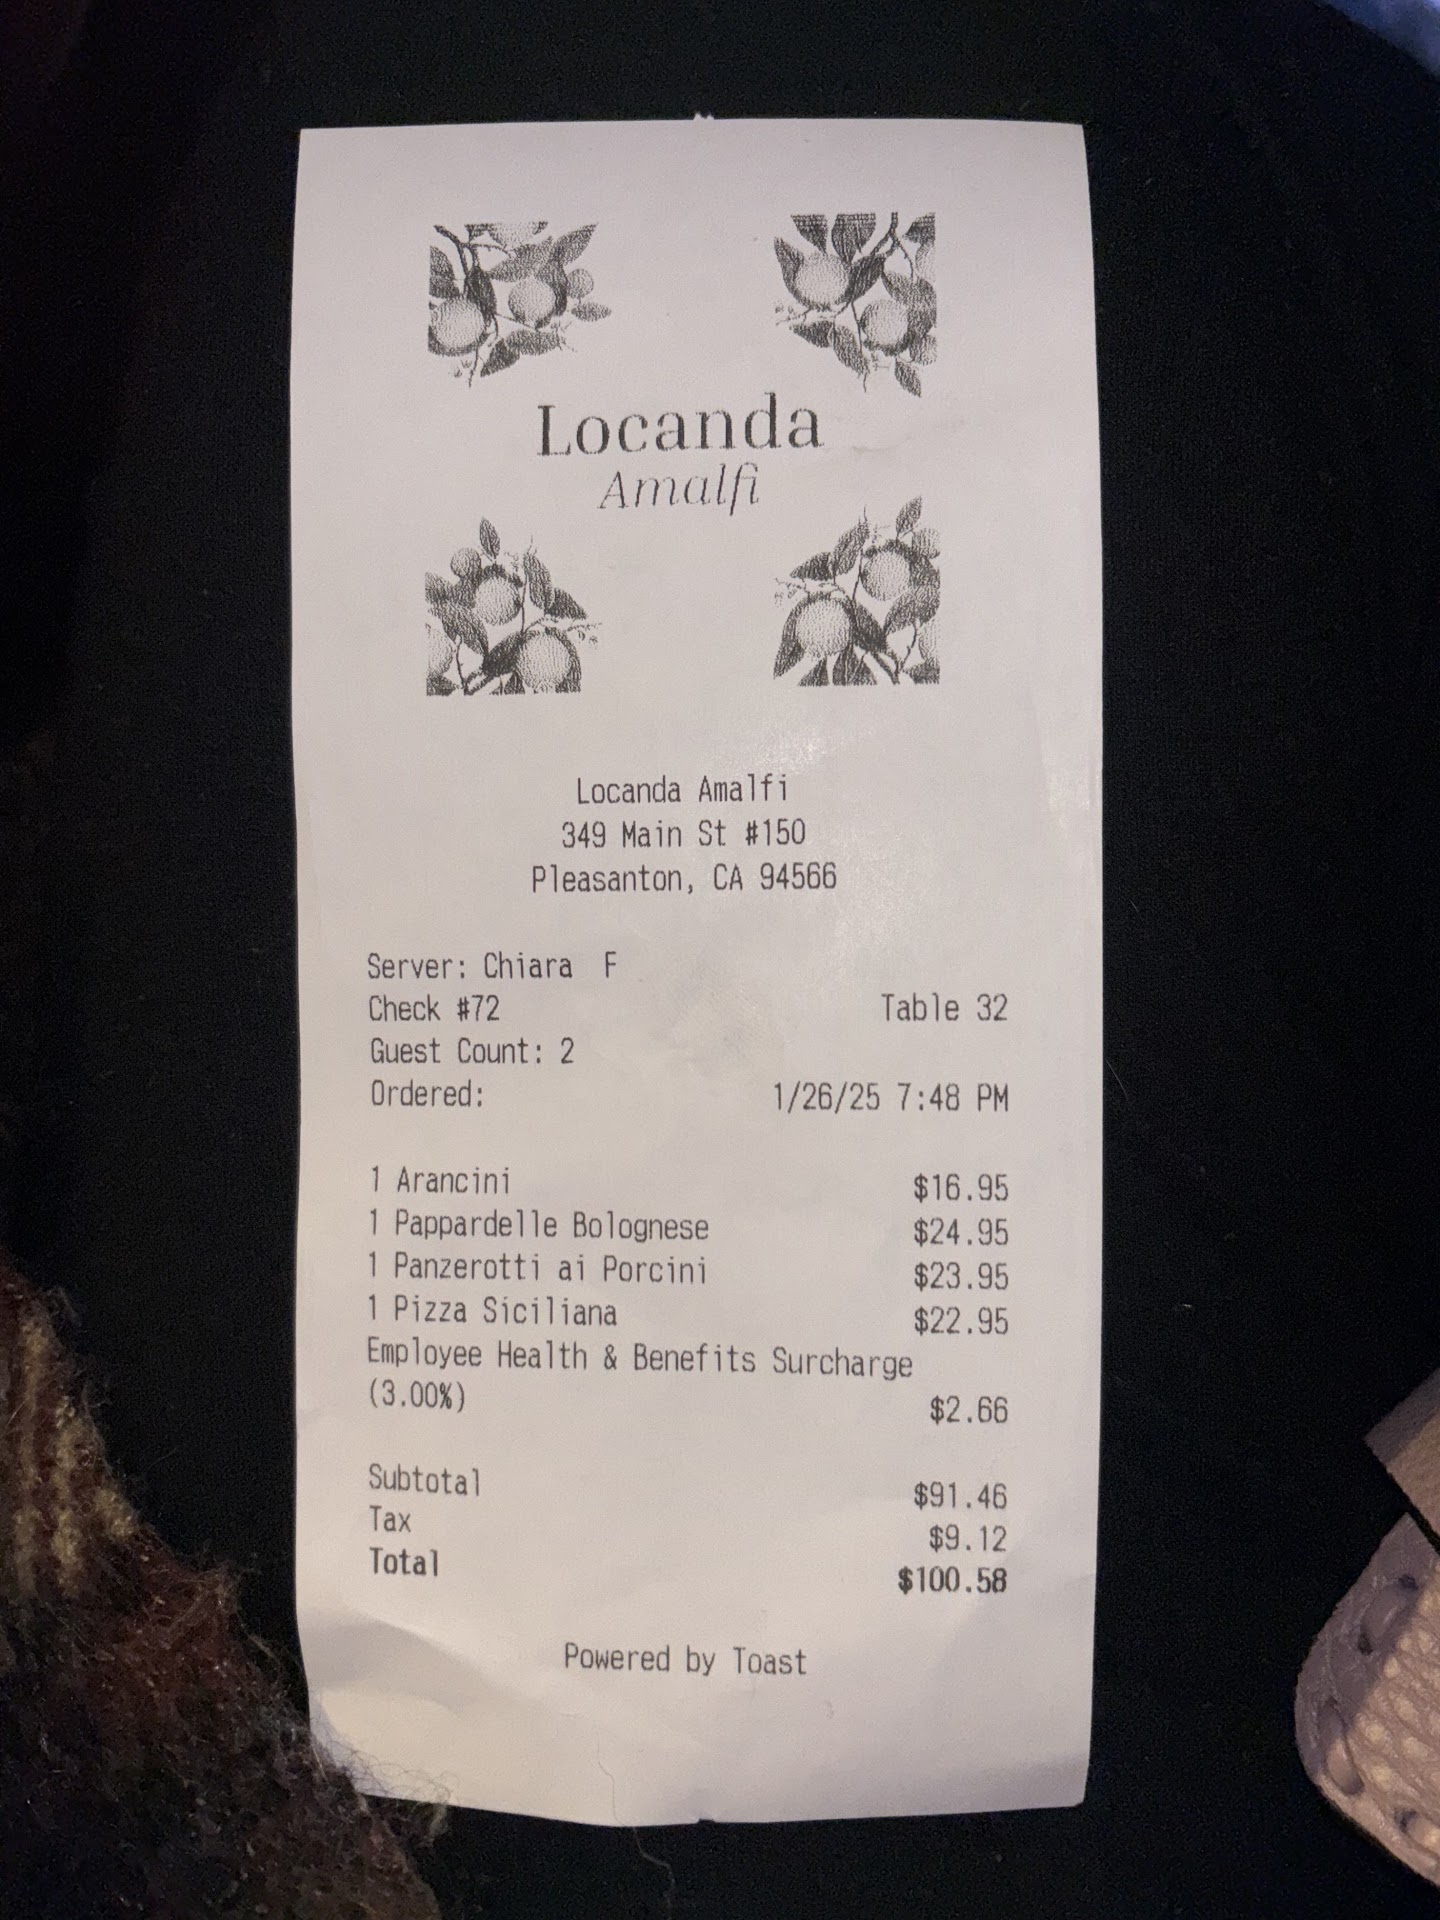 Locanda
Amalfi
Locanda Amalfi
349 Main St #150
Pleasanton, CA 94566
Server: Chiara F
Check #72 Table 32
Guest Count: 2
Ordered: 1/26/25 7:48 PM
1 Arancini $16.95
1 Pappardelle Bolognese $24.95
1 Panzerotti ai Porcini $23.95
1 Pizza Siciliana $22.95
Employee Health & Benefits Surcharge
(3.00%) $2.66
Subtotal $91.46
Tax $9.12
Total $100.58
Powered by Toast